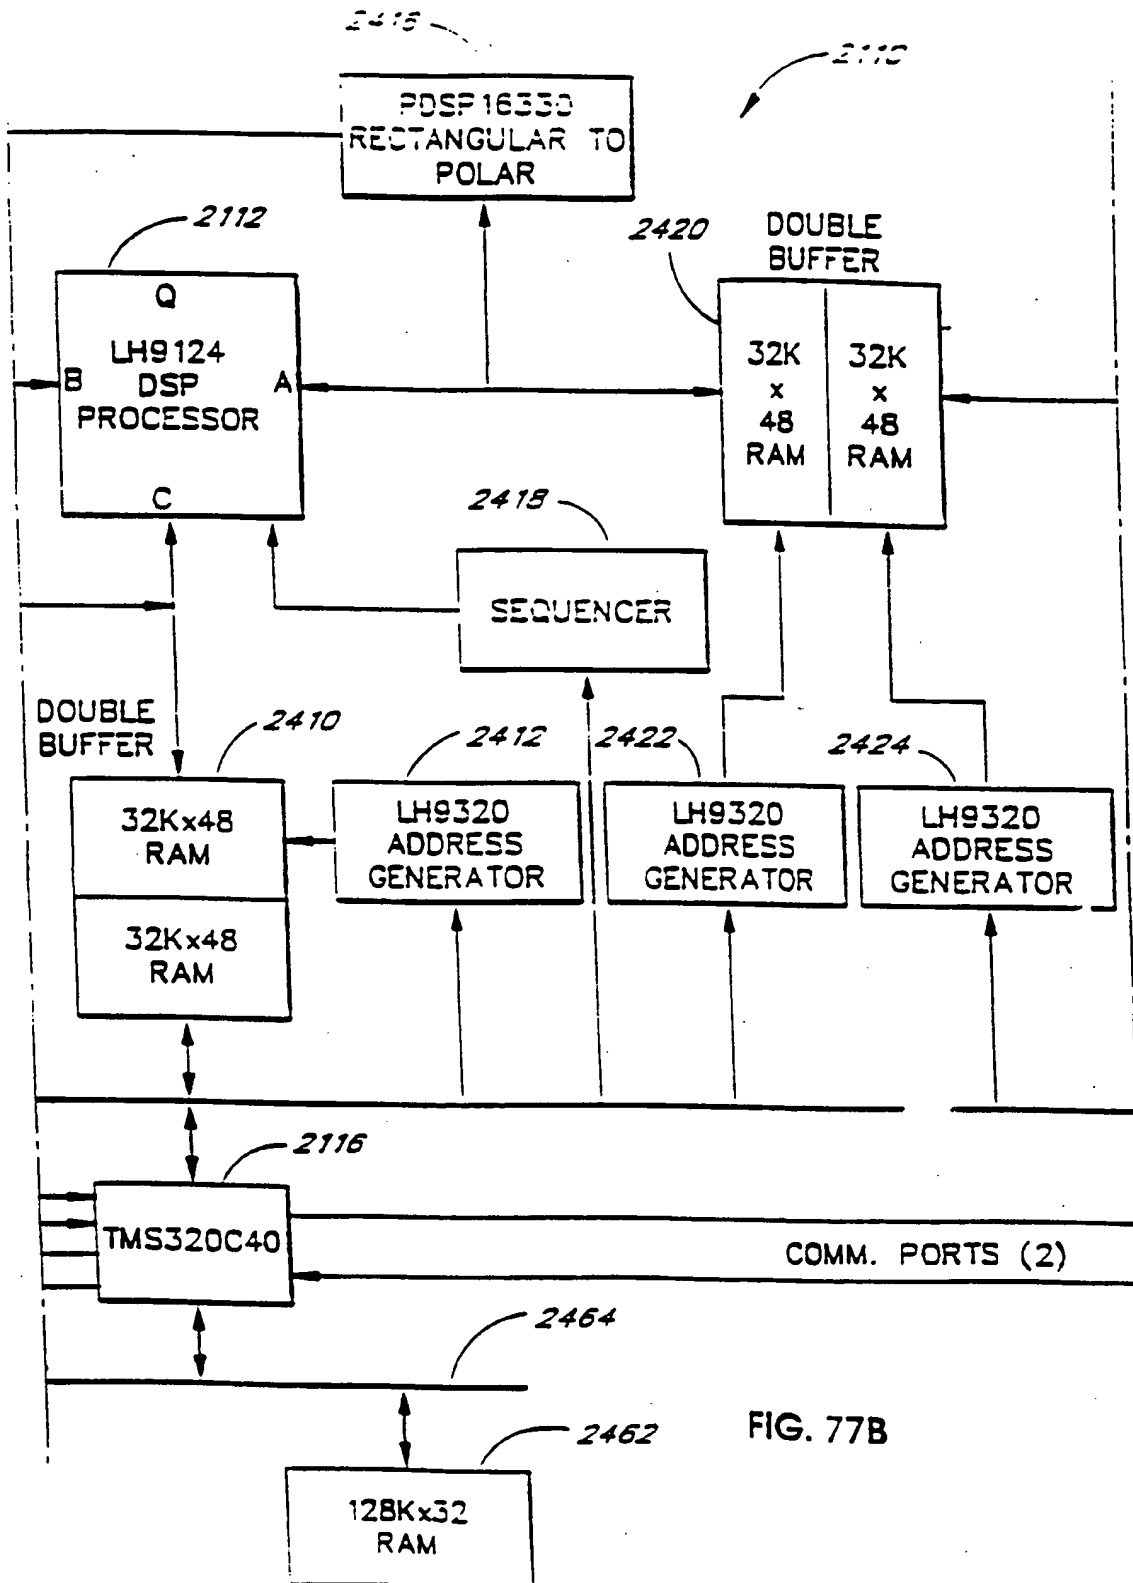 2416
2110
PDSP16330
RECTANGULAR TO
POLAR
2112
2420
DOUBLE
BUFFER
Q
LH9124
DSP
PROCESSOR
B
A
C
32K
x
48
RAM
32K
x
48
RAM
2418
SEQUENCER
DOUBLE
BUFFER
2410
2412
2422
2424
32Kx48
RAM
32Kx48
RAM
LH9320
ADDRESS
GENERATOR
LH9320
ADDRESS
GENERATOR
LH9320
ADDRESS
GENERATOR
2116
TMS320C40
COMM. PORTS (2)
2464
2462
128Kx32
RAM
FIG. 77B